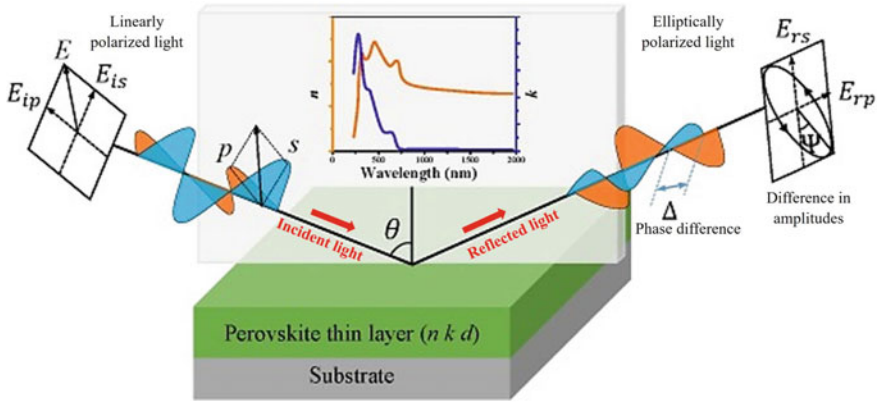 Linearly
polarized light
E
E_is
E_ip
p
s
n
k
0
500
1000
1500
2000
Wavelength (nm)
θ
Incident light
Reflected light
Elliptically
polarized light
E_rs
E_rp
Ψ
Δ
Phase difference
Difference in
amplitudes
Perovskite thin layer (n k d)
Substrate